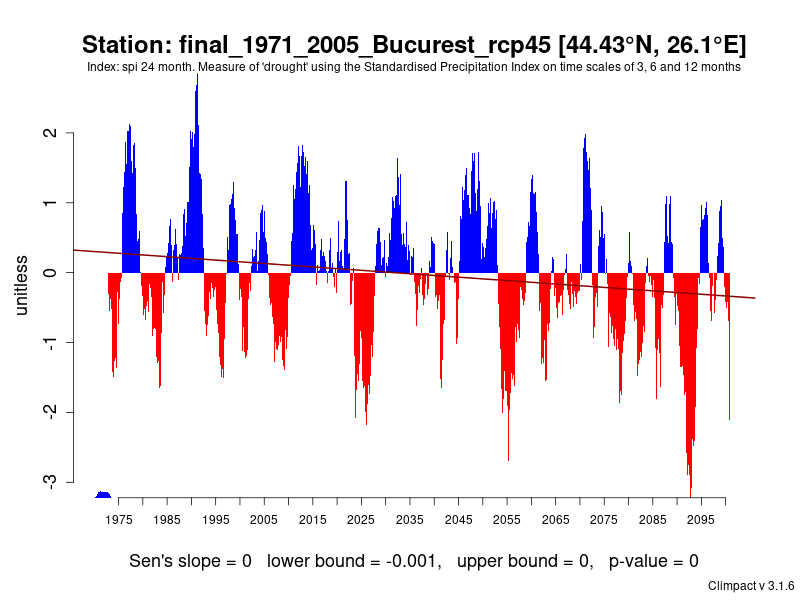 Station: final_1971_2005_Bucurest_rcp45 [44.43°N, 26.1°E]
Index: spi 24 month. Measure of 'drought' using the Standardised Precipitation Index on time scales of 3, 6 and 12 months
unitless
2
1
0
-1
-2
-3
1975 1985 1995 2005 2015 2025 2035 2045 2055 2065 2075 2085 2095
Sen's slope = 0 lower bound = -0.001, upper bound = 0, p-value = 0
Climpact v 3.1.6